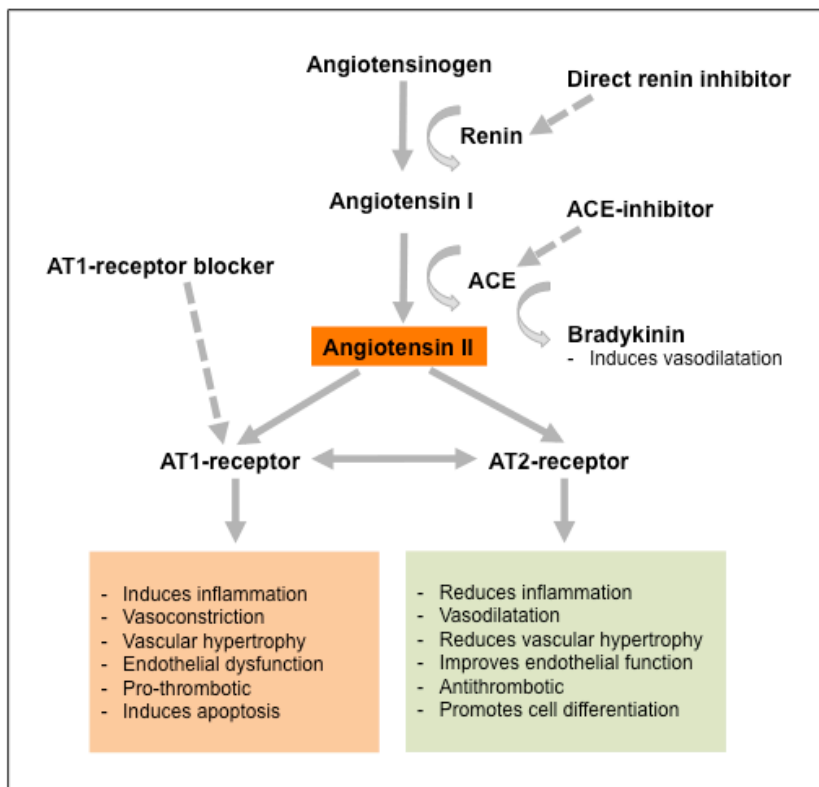 Angiotensinogen
Direct renin inhibitor
Renin
Angiotensin I
ACE-inhibitor
AT1-receptor blocker
ACE
Bradykinin
- Induces vasodilatation
Angiotensin II
AT1-receptor
AT2-receptor
- Induces inflammation
- Vasoconstriction
- Vascular hypertrophy
- Endothelial dysfunction
- Pro-thrombotic
- Induces apoptosis
- Reduces inflammation
- Vasodilatation
- Reduces vascular hypertrophy
- Improves endothelial function
- Antithrombotic
- Promotes cell differentiation